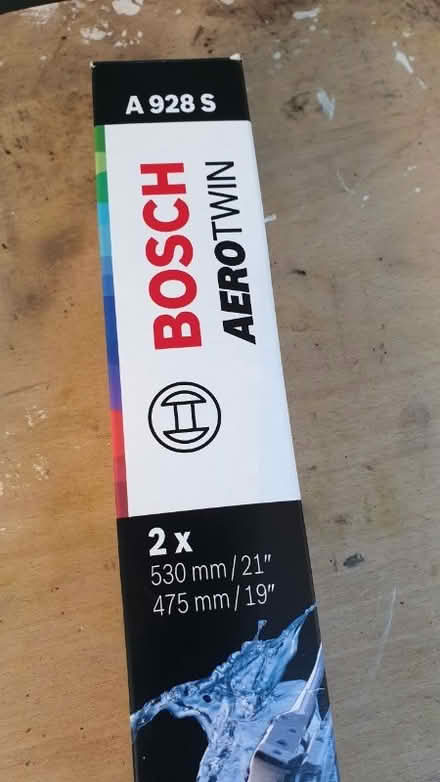 A 928 S
BOSCH
AEROTWIN
2 x
530 mm / 21"
475 mm / 19"